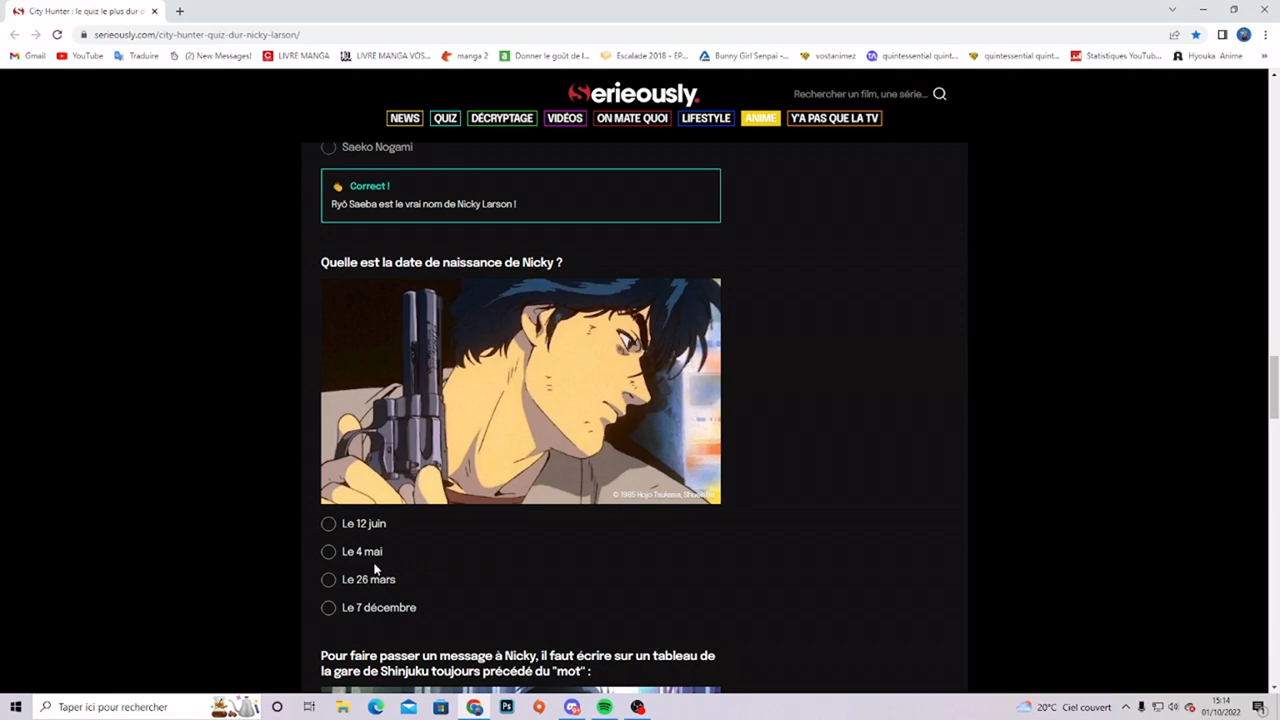 City Hunter : le quiz le plus dur d
serieously.com/city-hunter-quiz-dur-nicky-larson/
Gmail
YouTube
Traduire
(2) New Messages!
LIVRE MANGA
LIVRE MANGA VOS...
manga 2
Donner le goût de l...
Escalade 2018 - EP...
Bunny Girl Senpai -...
vostanimez
quintessential quint...
quintessential quint...
Statistiques YouTub...
Hyouka Anime
»
Serieously.
Rechercher un film, une série...
NEWS
QUIZ
DÉCRYPTAGE
VIDÉOS
ON MATE QUOI
LIFESTYLE
ANIME
Y'A PAS QUE LA TV
Saeko Nogami
Correct !
Ryô Saeba est le vrai nom de Nicky Larson !
Quelle est la date de naissance de Nicky ?
© 1985 Hojo Tsukasa, Shueisha
Le 12 juin
Le 4 mai
Le 26 mars
Le 7 décembre
Pour faire passer un message à Nicky, il faut écrire sur un tableau de
la gare de Shinjuku toujours précédé du "mot" :
Taper ici pour rechercher
20°C Ciel couvert
15:14
01/10/2022